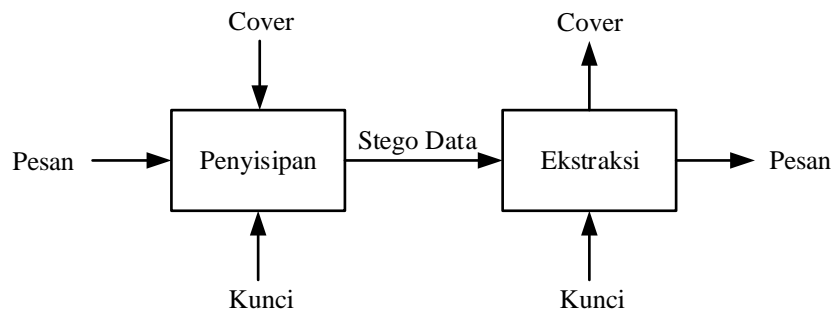 Cover Cover
Pesan Penyisipan Stego Data Ekstraksi Pesan
Kunci Kunci